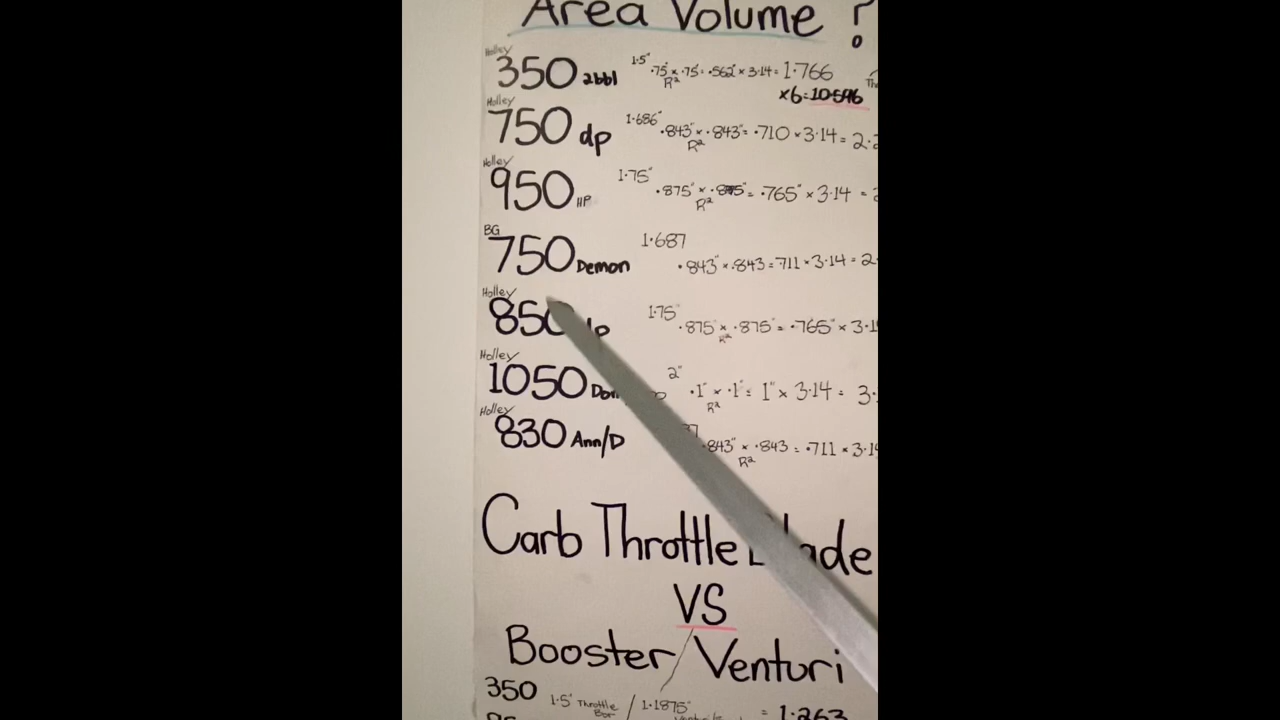 Area Volume ?
Holley
350 2bbl 1.5" .75" × .75" = .562" × 3.14 = 1.766
R²
×6=10.596
Holley
750 dp 1.686" .843" × .843" = .710 × 3.14 = 2.
R²
Holley
950 HP 1.75" .875" × .875" = .765" × 3.14 =
R²
BG
750 Demon 1.687 .843" × .843 = .711 × 3.14 = 2
Holley
850 1.75" .875" × .875" = .765" × 3.1
R²
Holley
1050 2" .1" × .1" = 1" × 3.14 = 3.
R²
Holley
830 Ann/D .843" × .843 = .711 × 3.1
R²
Carb Throttle
VS
Booster/Venturi
350 1.5" Throttle / 1.1875" = 1.263
Bor